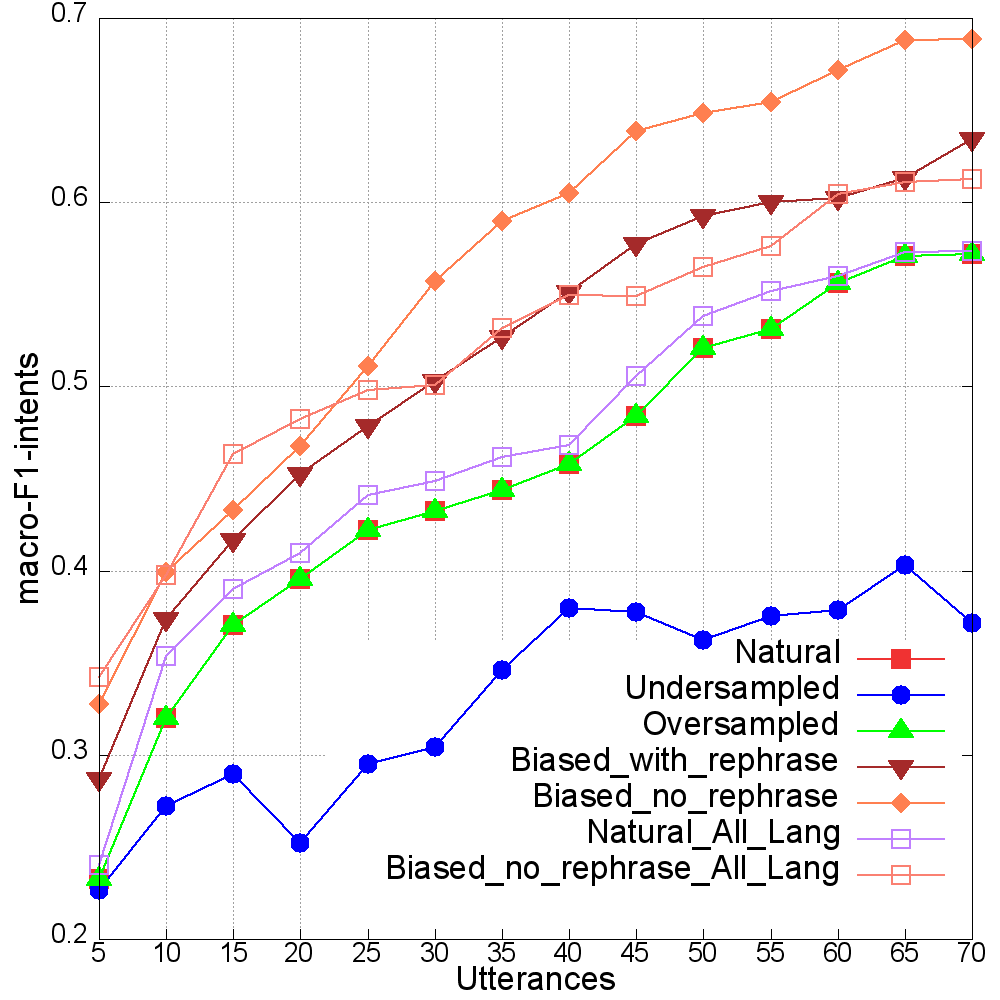 0.7
0.6
0.5
0.4
0.3
0.2
macro-F1-intents
Natural
Undersampled
Oversampled
Biased_with_rephrase
Biased_no_rephrase
Natural_All_Lang
Biased_no_rephrase_All_Lang
5 10 15 20 25 30 35 40 45 50 55 60 65 70
Utterances